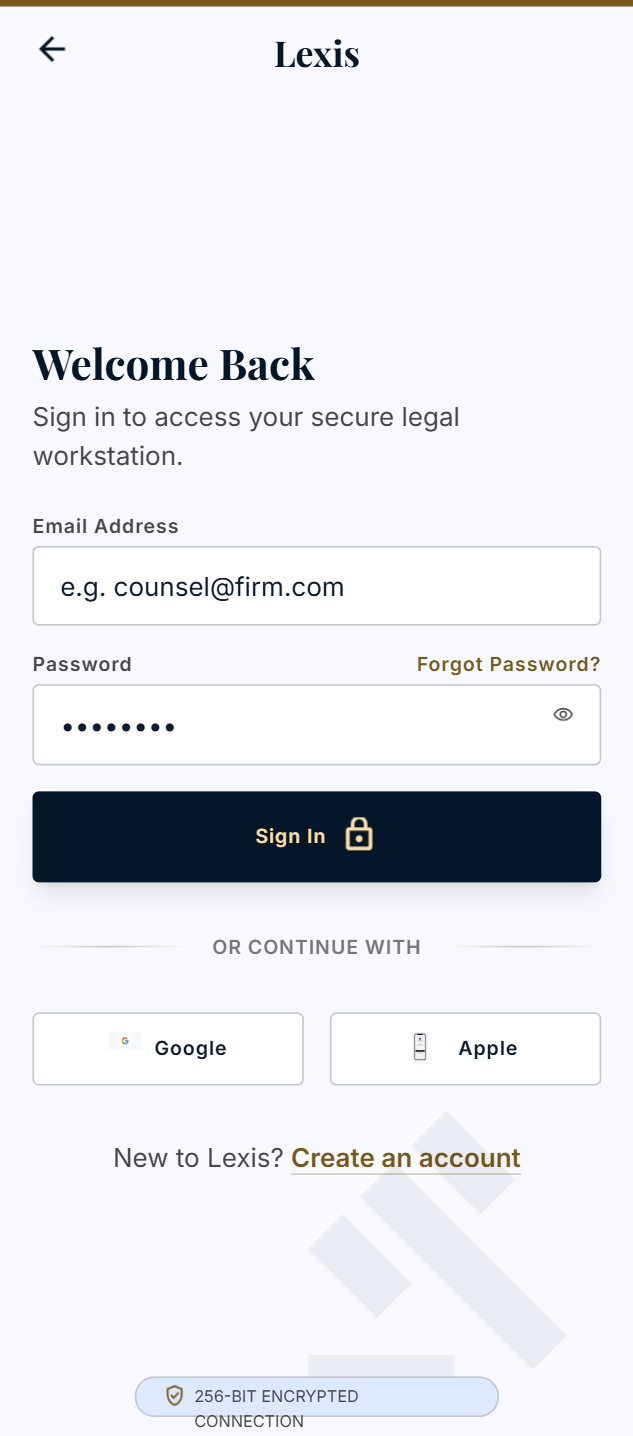 Lexis
Welcome Back
Sign in to access your secure legal
workstation.
Email Address
e.g. counsel@firm.com
Password
Forgot Password?
••••••••
Sign In
OR CONTINUE WITH
Google
Apple
New to Lexis? Create an account
256-BIT ENCRYPTED
CONNECTION